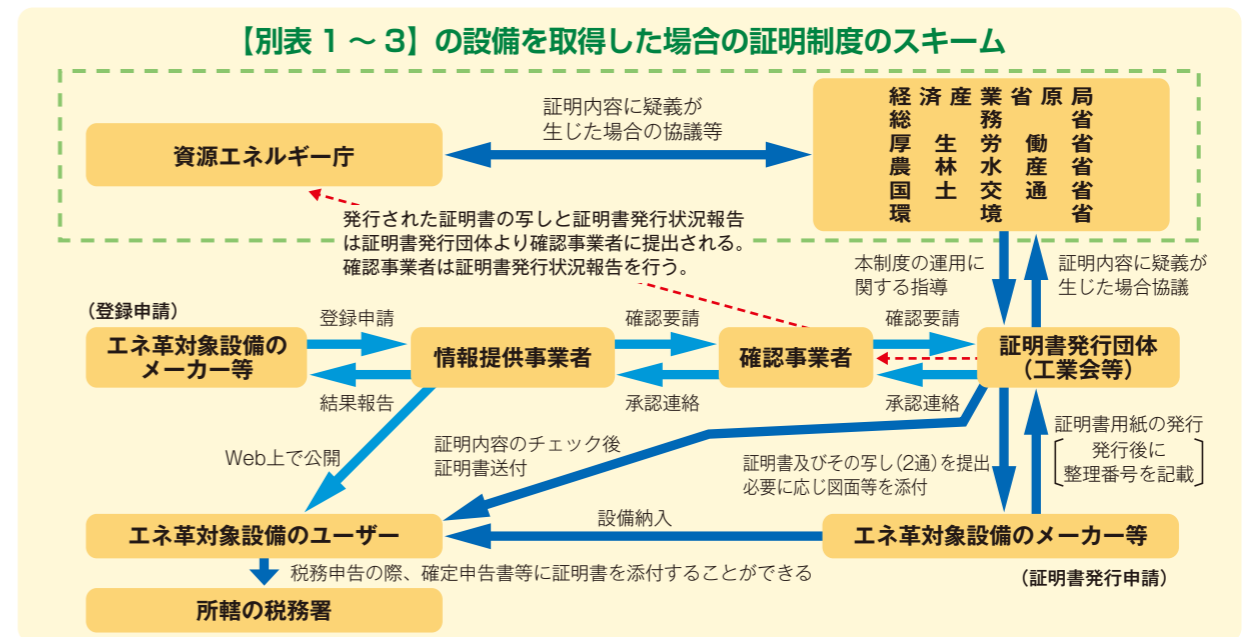 【別表 1 ～ 3】の設備を取得した場合の証明制度のスキーム
証明内容に疑義が
生じた場合の協議等
資源エネルギー庁
経済産業省原局
総務省
厚生労働省
農林水産省
国土交通省
環境省
発行された証明書の写しと証明書発行状況報告
は証明書発行団体より確認事業者に提出される。
確認事業者は証明書発行状況報告を行う。
本制度の運用に
関する指導
証明内容に疑義が
生じた場合協議
（登録申請）
エネ革対象設備の
メーカー等
登録申請
結果報告
情報提供事業者
確認要請
承認連絡
確認事業者
確認要請
承認連絡
証明書発行団体
（工業会等）
Web上で公開
証明内容のチェック後
証明書送付
証明書及びその写し（2通）を提出
必要に応じ図面等を添付
証明書用紙の発行
発行後に
整理番号を記載
エネ革対象設備のユーザー
設備納入
エネ革対象設備のメーカー等
（証明書発行申請）
税務申告の際、確定申告書等に証明書を添付することができる
所轄の税務署